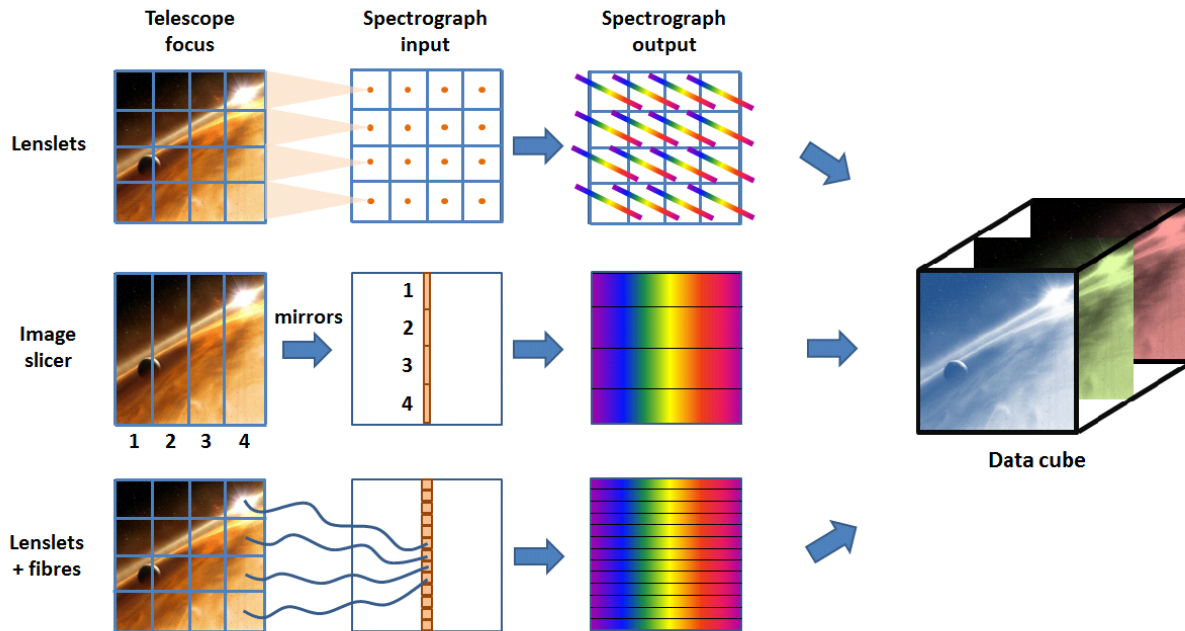 Telescope
focus
Spectrograph
input
Spectrograph
output
Lenslets
Image
slicer
mirrors
1
2
3
4
1 2 3 4
Data cube
Lenslets
+ fibres